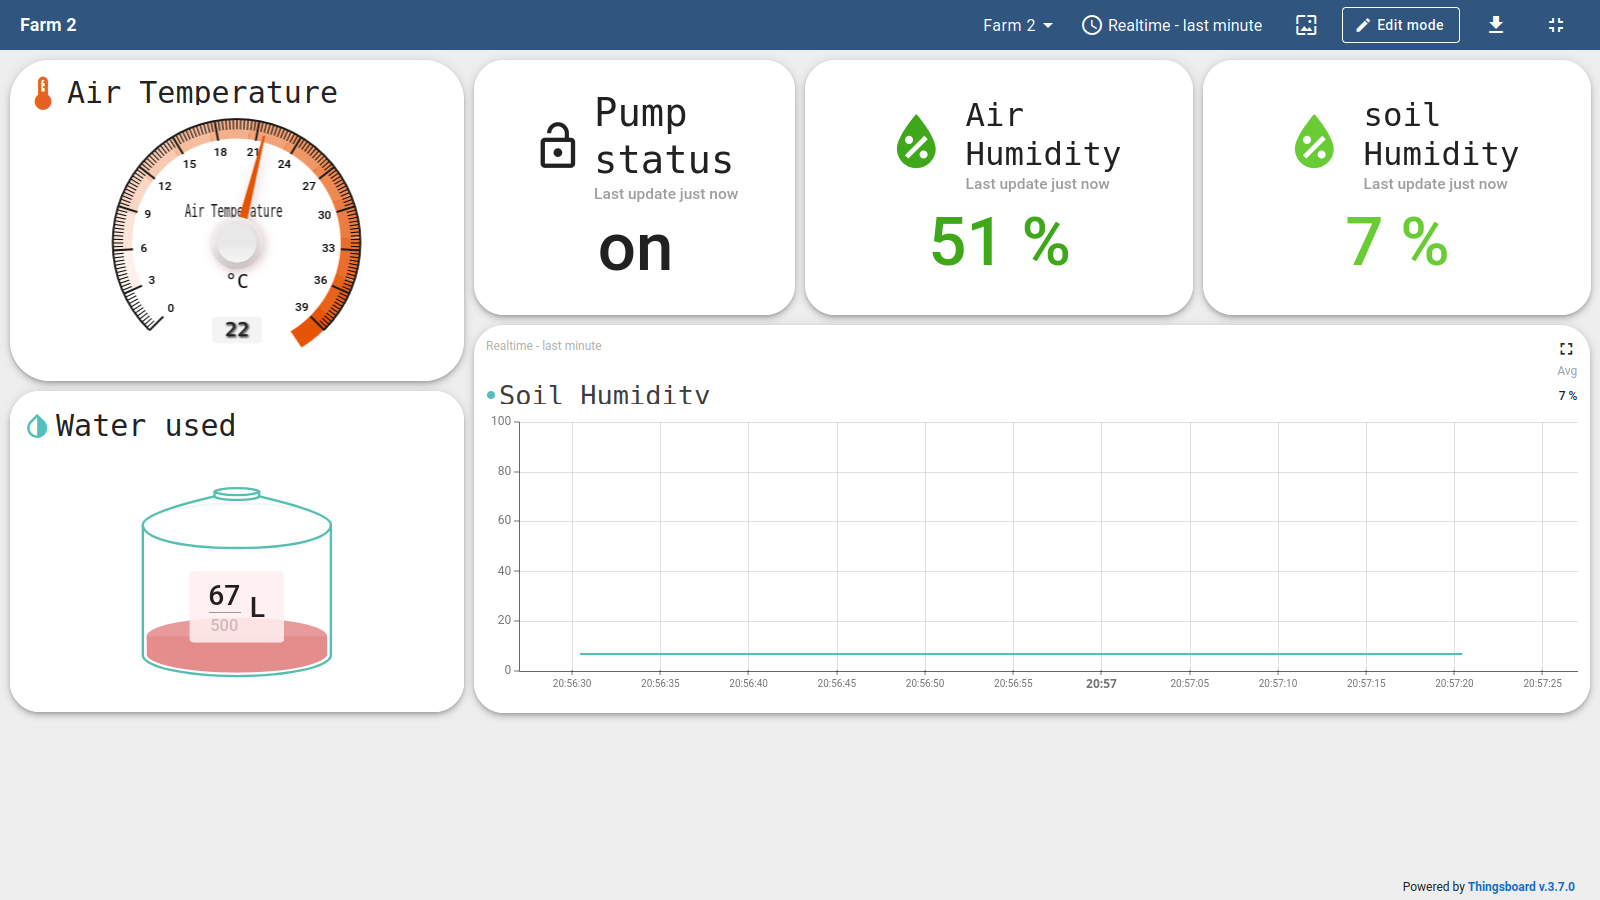 Farm 2
Farm 2
Realtime - last minute
Edit mode
Air Temperature
0
3
6
9
12
15
18
21
24
27
30
33
36
39
Air Temperature
°C
22
Pump
status
Last update just now
on
Air
Humidity
Last update just now
51 %
soil
Humidity
Last update just now
7 %
Water used
67
500
L
Realtime - last minute
Avg
Soil Humidity
7 %
100
80
60
40
20
0
20:56:30 20:56:35 20:56:40 20:56:45 20:56:50 20:56:55 20:57 20:57:05 20:57:10 20:57:15 20:57:20 20:57:25
Powered by Thingsboard v.3.7.0